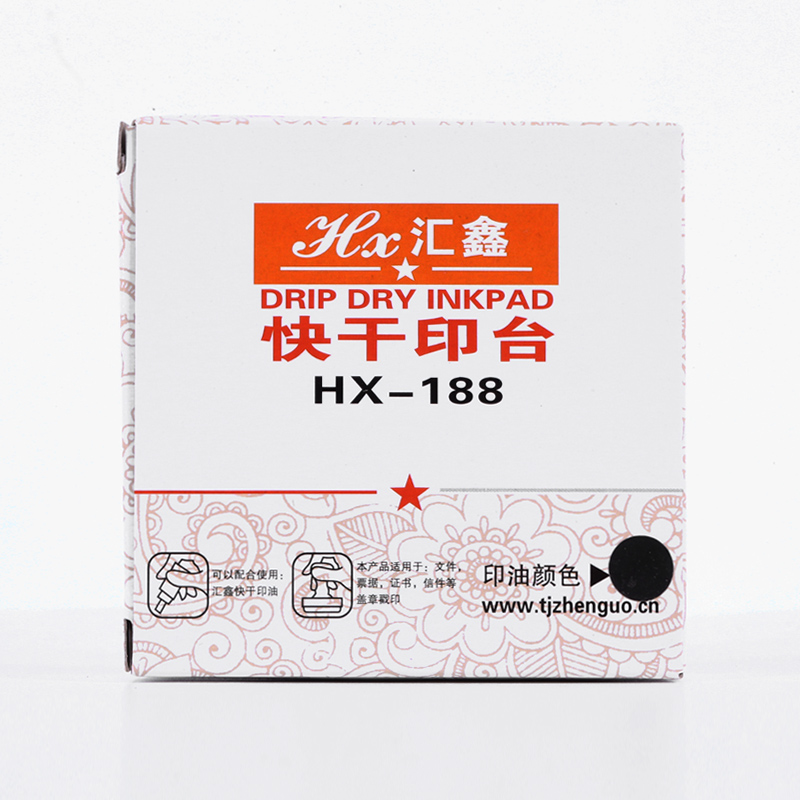 Hx 汇鑫
DRIP DRY INKPAD
快干印台
HX-188
可以配合使用：
汇鑫快干印油
本产品适用于：文件，
票据，证书，信件等
盖章戳印
印油颜色
www.tjzhenguo.cn